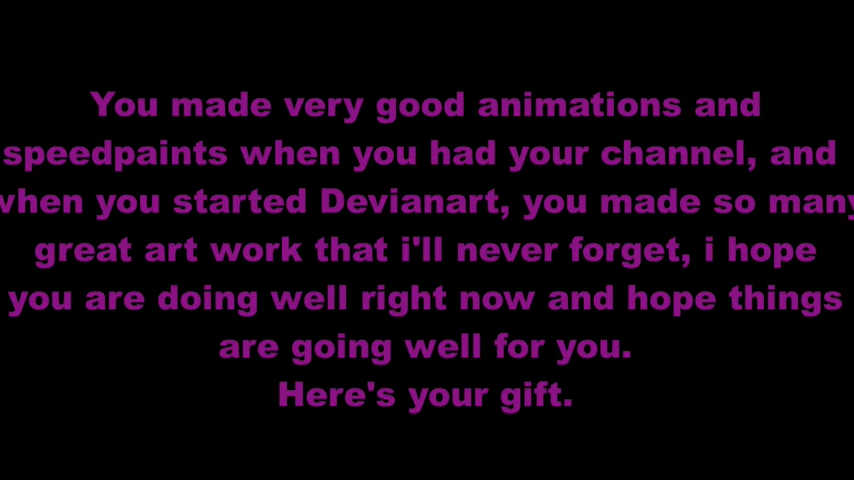 You made very good animations and
speedpaints when you had your channel, and
when you started Devianart, you made so many
great art work that i'll never forget, i hope
you are doing well right now and hope things
are going well for you.
Here's your gift.